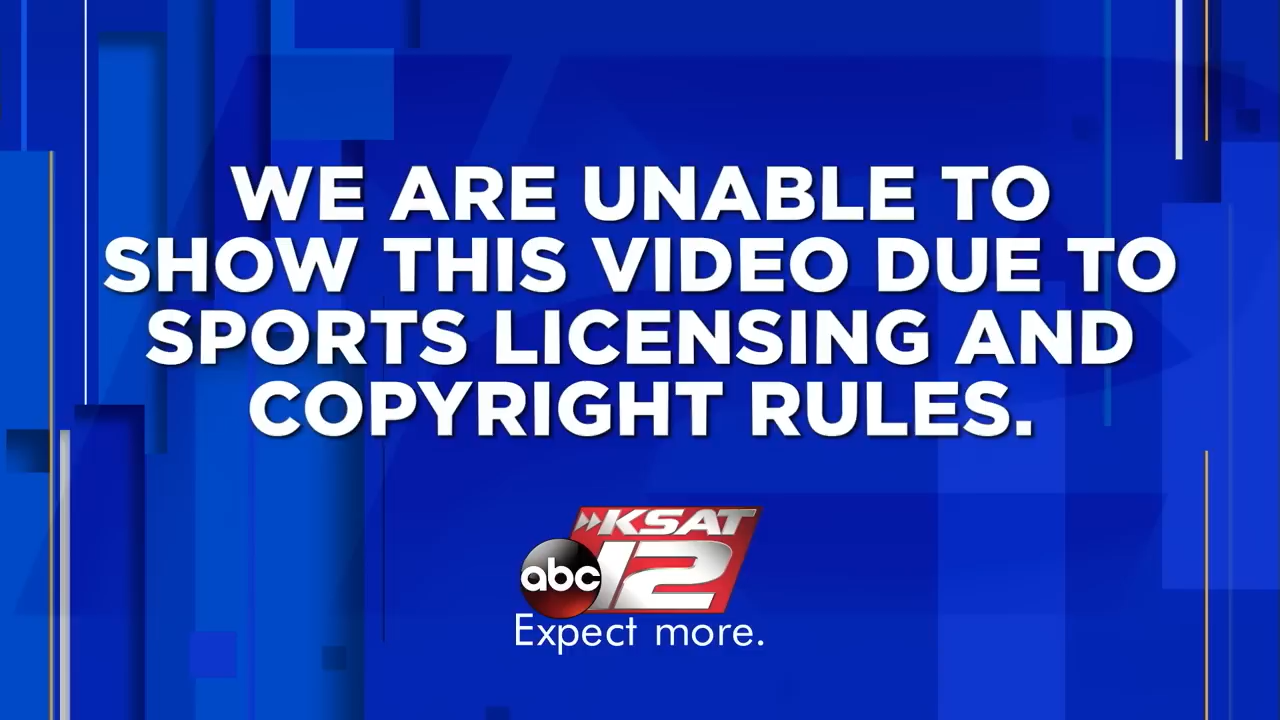 WE ARE UNABLE TO
SHOW THIS VIDEO DUE TO
SPORTS LICENSING AND
COPYRIGHT RULES.
KSAT
abc 12
Expect more.